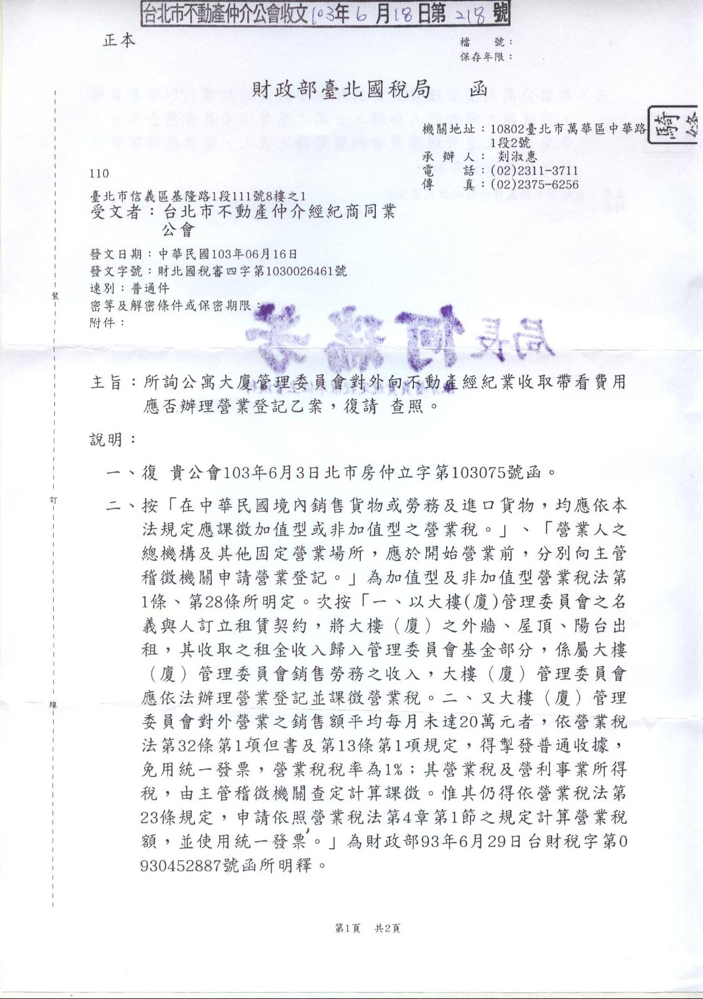 台北市不動產仲介公會收文103年6月18日第218號
正本
檔　　號：
保存年限：
財政部臺北國稅局　　函
機關地址：10802臺北市萬華區中華路
1段2號
承 辦 人： 剡淑惠
電　　話：(02)2311-3711
傳　　真：(02)2375-6256
騎
縫
110
臺北市信義區基隆路1段111號8樓之1
受文者：台北市不動產仲介經紀商同業
公會
發文日期：中華民國103年06月16日
發文字號：財北國稅審四字第1030026461號
速別：普通件
密等及解密條件或保密期限：
附件：
局長何瑞芳
主旨：所詢公寓大廈管理委員會對外向不動產經紀業收取帶看費用
應否辦理營業登記乙案，復請 查照。
說明：
一、復 貴公會103年6月3日北市房仲立字第103075號函。
二、按「在中華民國境內銷售貨物或勞務及進口貨物，均應依本
法規定應課徵加值型或非加值型之營業稅。」、「營業人之
總機構及其他固定營業場所，應於開始營業前，分別向主管
稽徵機關申請營業登記。」為加值型及非加值型營業稅法第
1條、第28條所明定。次按「一、以大樓(廈)管理委員會之名
義與人訂立租賃契約，將大樓（廈）之外牆、屋頂、陽台出
租，其收取之租金收入歸入管理委員會基金部分，係屬大樓
（廈）管理委員會銷售勞務之收入，大樓（廈）管理委員會
應依法辦理營業登記並課徵營業稅。二、又大樓（廈）管理
委員會對外營業之銷售額平均每月未達20萬元者，依營業稅
法第32條第1項但書及第13條第1項規定，得掣發普通收據，
免用統一發票，營業稅稅率為1%；其營業稅及營利事業所得
稅，由主管稽徵機關查定計算課徵。惟其仍得依營業稅法第
23條規定，申請依照營業稅法第4章第1節之規定計算營業稅
額，並使用統一發票。」為財政部93年6月29日台財稅字第0
930452887號函所明釋。
裝
訂
線
第1頁　共2頁